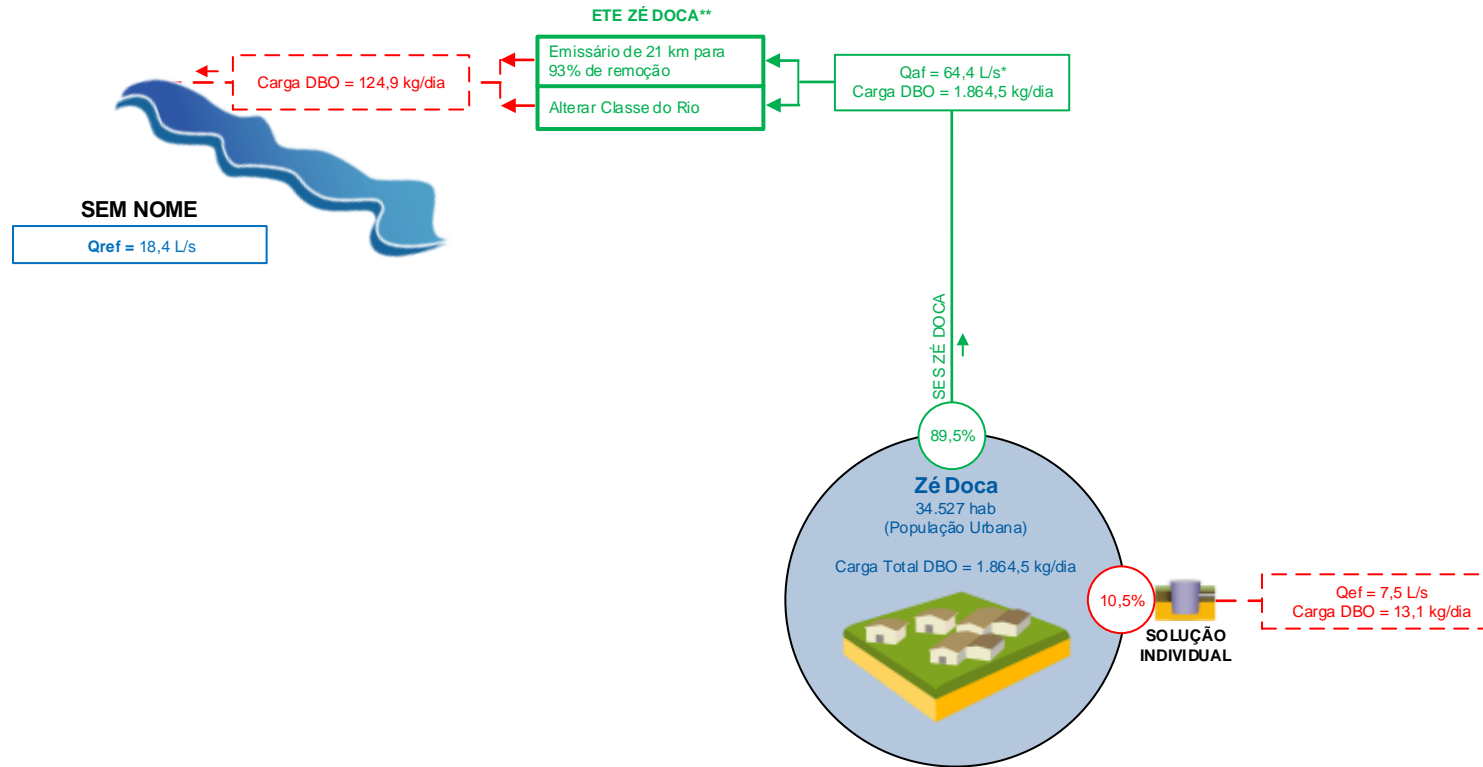 ETE ZÉ DOCA**
Emissário de 21 km para
93% de remoção
Alterar Classe do Rio
Carga DBO = 124,9 kg/dia
Qaf = 64,4 L/s*
Carga DBO = 1.864,5 kg/dia
SEM NOME
Qref = 18,4 L/s
SES ZÉ DOCA
89,5%
Zé Doca
34.527 hab
(População Urbana)
Carga Total DBO = 1.864,5 kg/dia
10,5%
SOLUÇÃO
INDIVIDUAL
Qef = 7,5 L/s
Carga DBO = 13,1 kg/dia